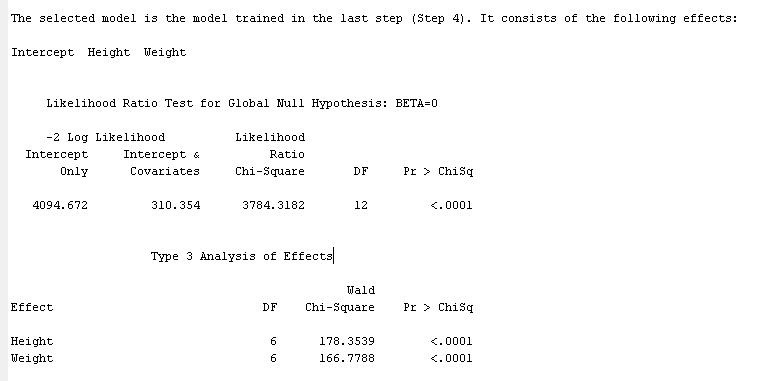 The selected model is the model trained in the last step (Step 4). It consists of the following effects:
Intercept Height Weight
Likelihood Ratio Test for Global Null Hypothesis: BETA=0
-2 Log Likelihood Likelihood
Intercept Intercept & Ratio
Only Covariates Chi-Square DF Pr > ChiSq
4094.672 310.354 3784.3182 12 <.0001
Type 3 Analysis of Effects
Wald
Effect DF Chi-Square Pr > ChiSq
Height 6 178.3539 <.0001
Weight 6 166.7788 <.0001